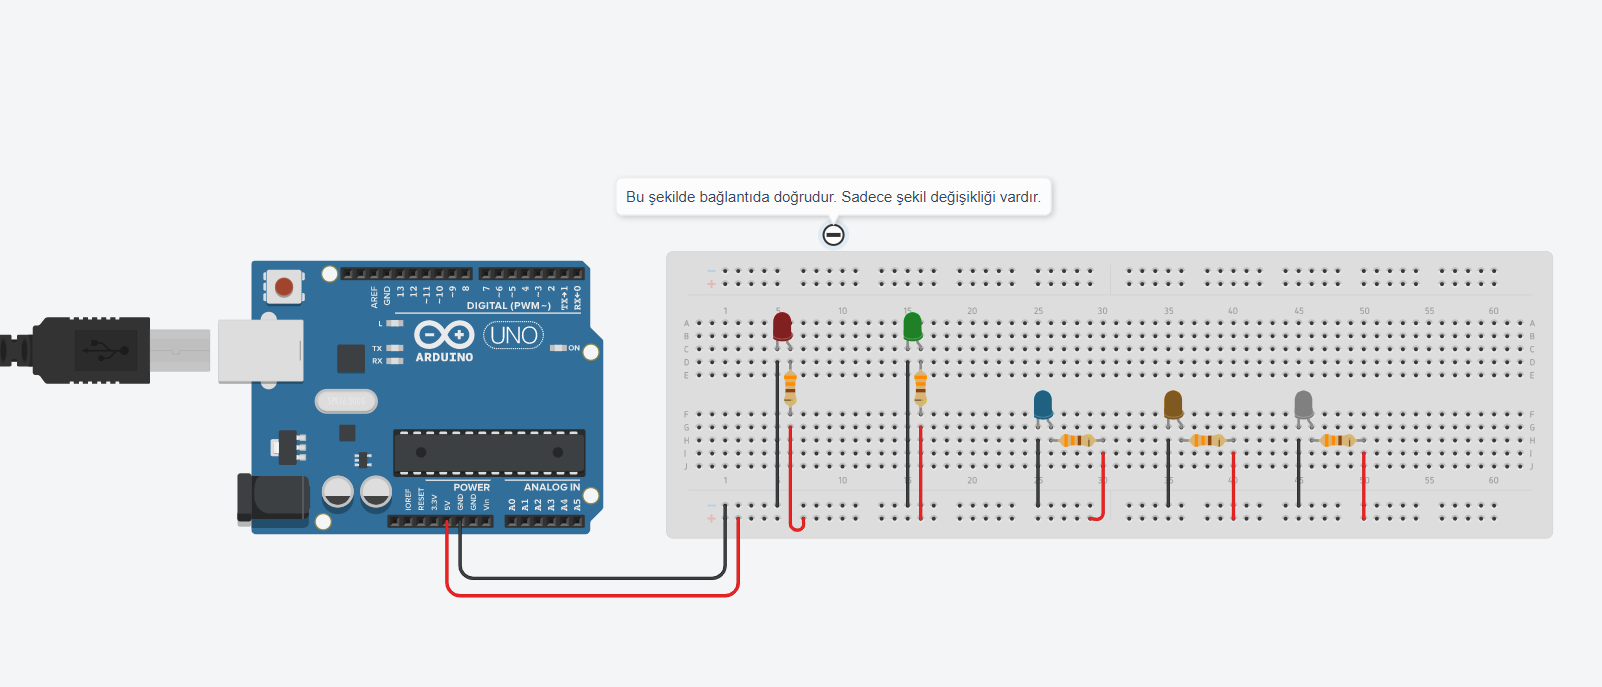 Bu şekilde bağlantıda doğrudur. Sadece şekil değişikliği vardır.
AREF
GND
13
12
~11
~10
~9
8
7
~6
~5
4
~3
2
TX→1
RX←0
DIGITAL (PWM ~)
L
TX
RX
ARDUINO
UNO
ON
POWER
ANALOG IN
IOREF
RESET
3.3V
5V
GND
GND
Vin
A0
A1
A2
A3
A4
A5
1 5 10 15 20 25 30 35 40 45 50 55 60
A A
B B
C C
D D
E E
F F
G G
H H
I I
J J
1 5 10 15 20 25 30 35 40 45 50 55 60